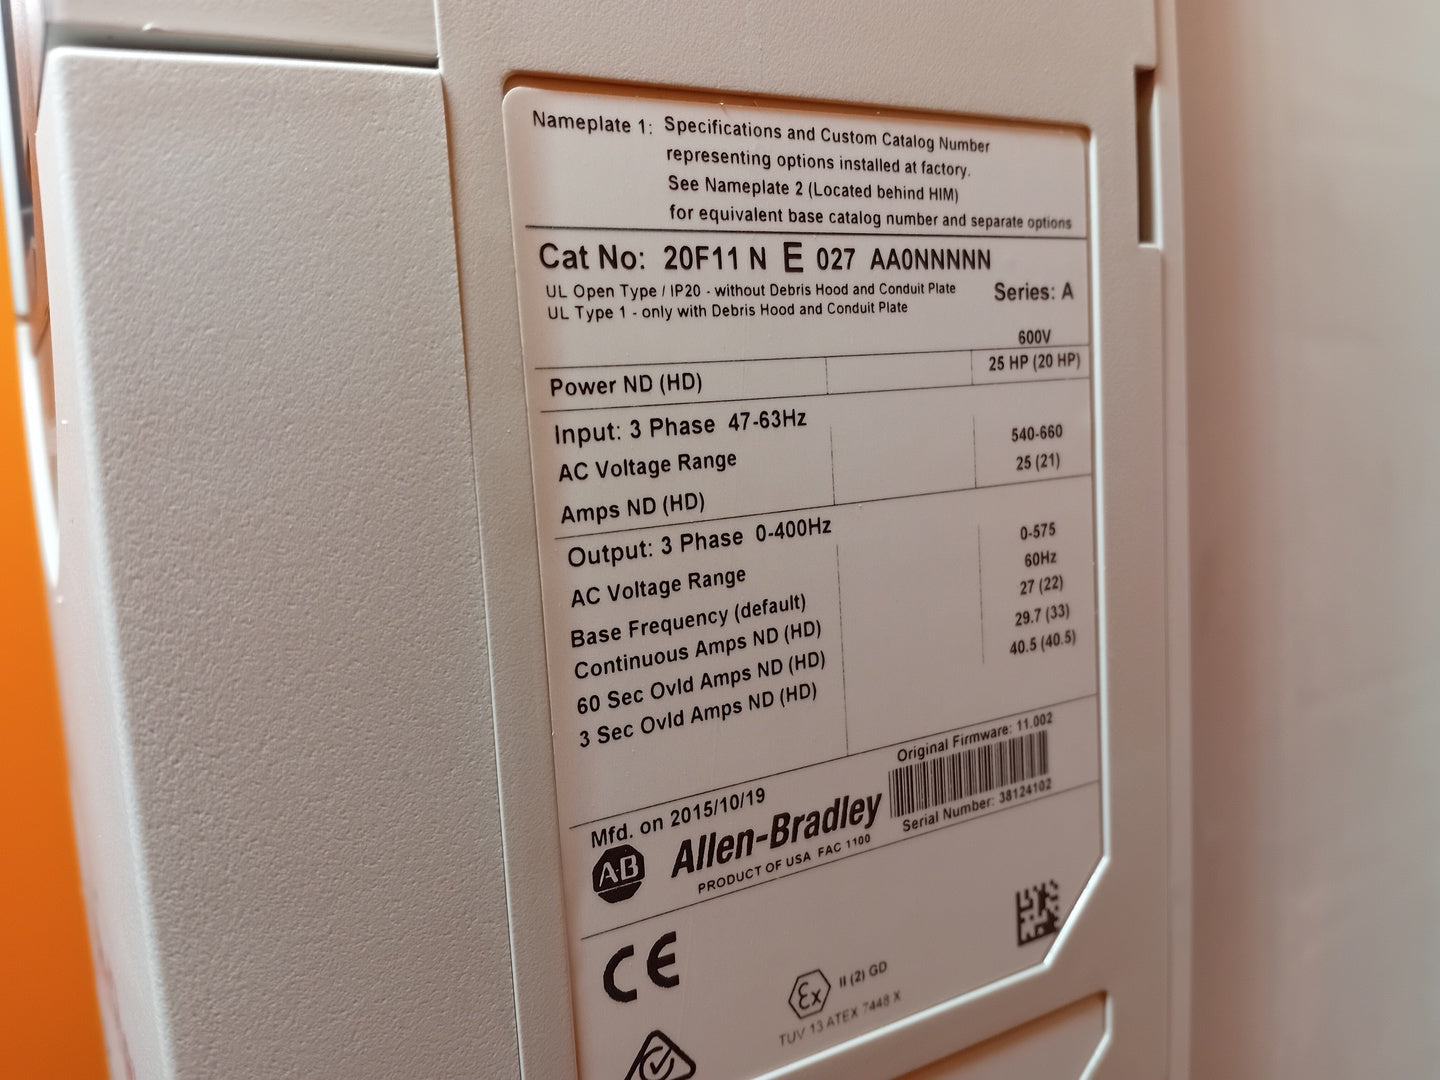 Nameplate 1: Specifications and Custom Catalog Number
representing options installed at factory.
See Nameplate 2 (Located behind HIM)
for equivalent base catalog number and separate options
Cat No: 20F11 N E 027 AA0NNNNN
UL Open Type / IP20 - without Debris Hood and Conduit Plate
UL Type 1 - only with Debris Hood and Conduit Plate
Series: A
600V
Power ND (HD) 25 HP (20 HP)
Input: 3 Phase 47-63Hz
AC Voltage Range 540-660
Amps ND (HD) 25 (21)
Output: 3 Phase 0-400Hz
AC Voltage Range 0-575
Base Frequency (default) 60Hz
Continuous Amps ND (HD) 27 (22)
60 Sec Ovld Amps ND (HD) 29.7 (33)
3 Sec Ovld Amps ND (HD) 40.5 (40.5)
Original Firmware: 11.002
Mfd. on 2015/10/19
Serial Number: 38124102
AB Allen-Bradley
PRODUCT OF USA FAC 1100
CE
Ex II (2) GD
TUV 13 ATEX 7448 X